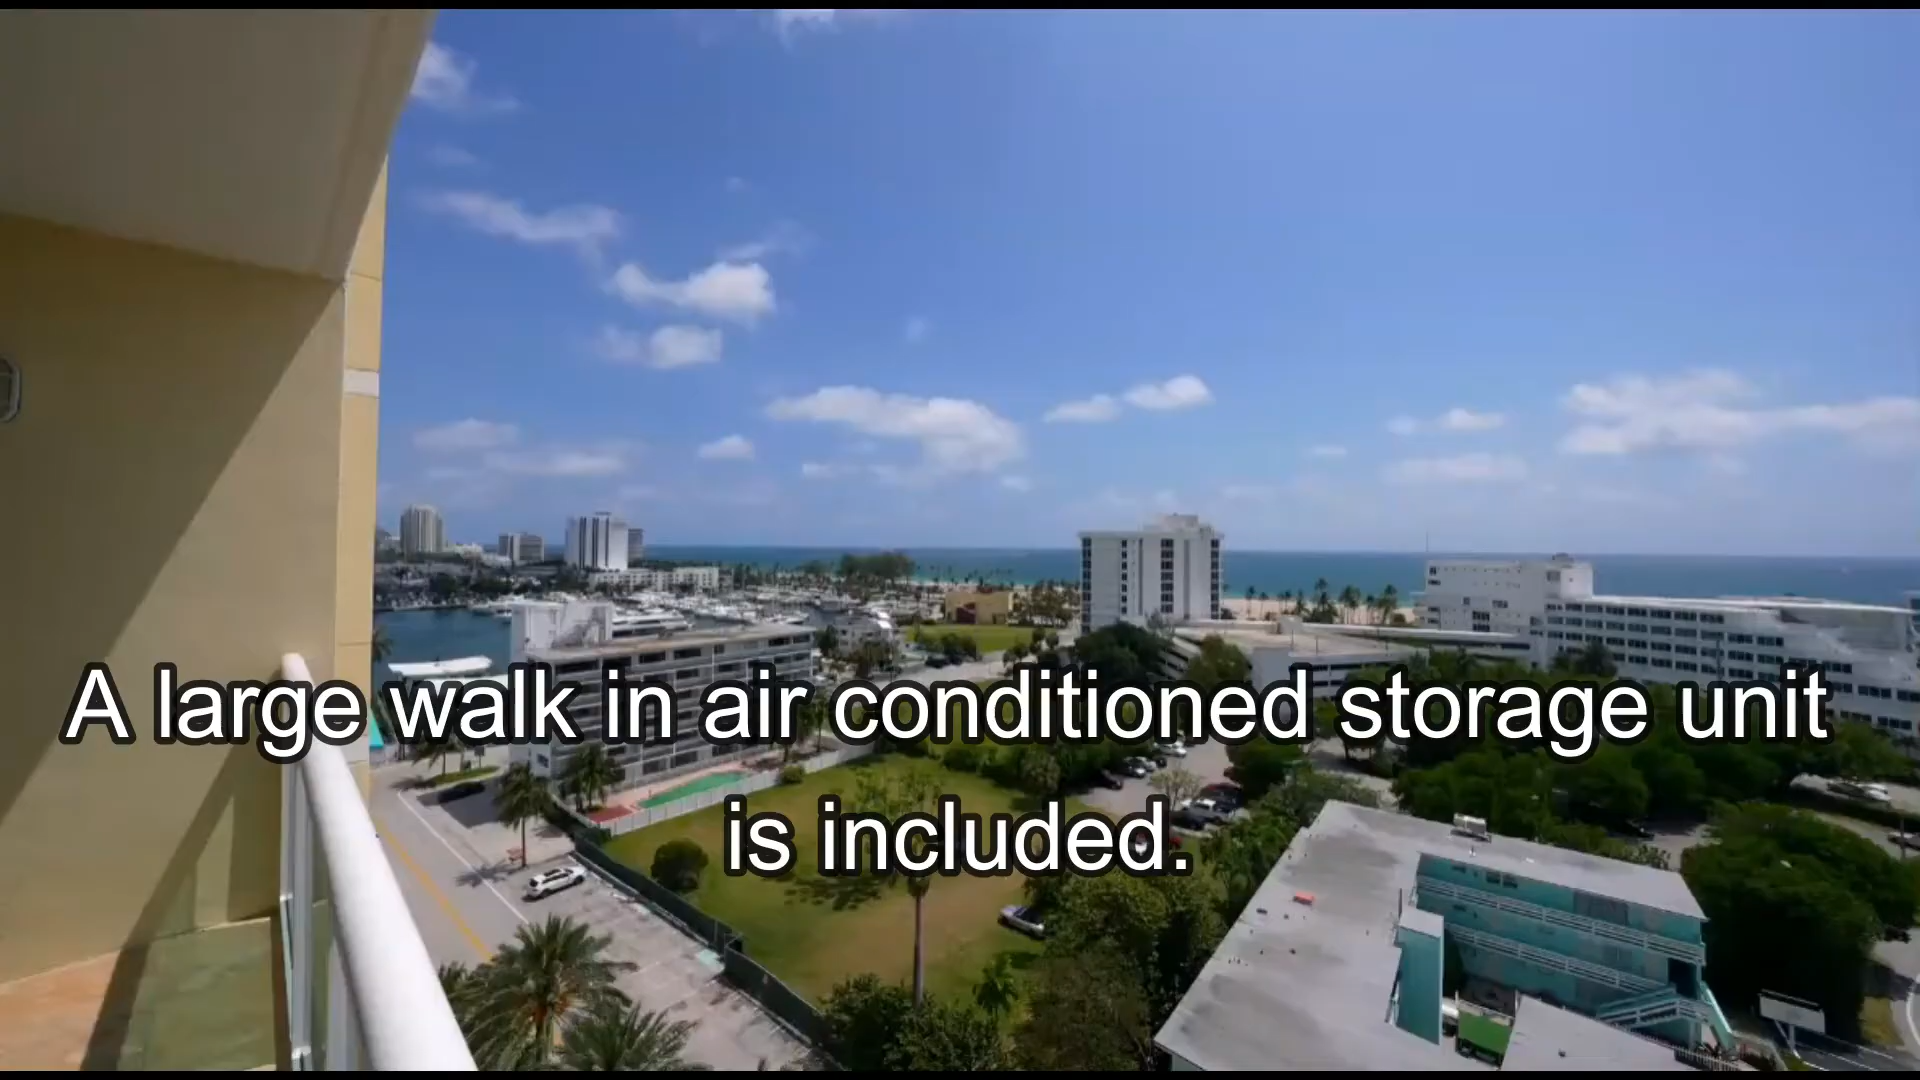 A large walk in air conditioned storage unit
is included.